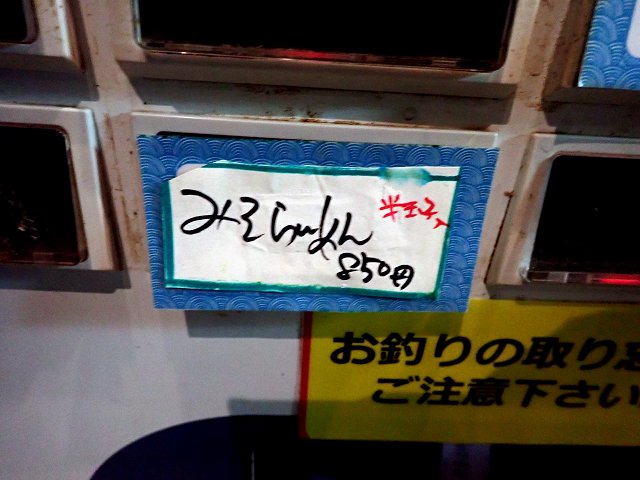 みそらーめん
半玉子入
850円
お釣りの取り忘
ご注意下さい